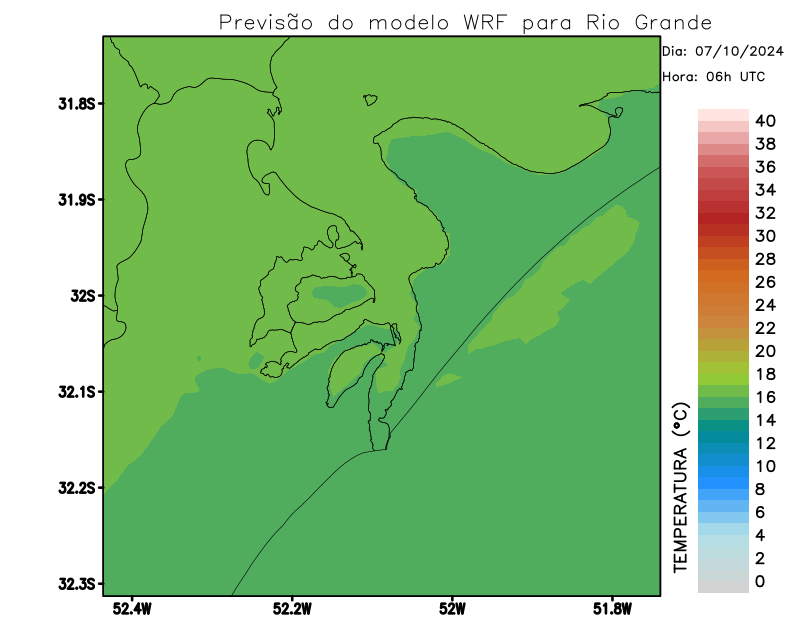 Previsão do modelo WRF para Rio Grande
Dia: 07/10/2024
Hora: 06h UTC
31.8S
31.9S
32S
32.1S
32.2S
32.3S
52.4W
52.2W
52W
51.8W
TEMPERATURA (°C)
40
38
36
34
32
30
28
26
24
22
20
18
16
14
12
10
8
6
4
2
0